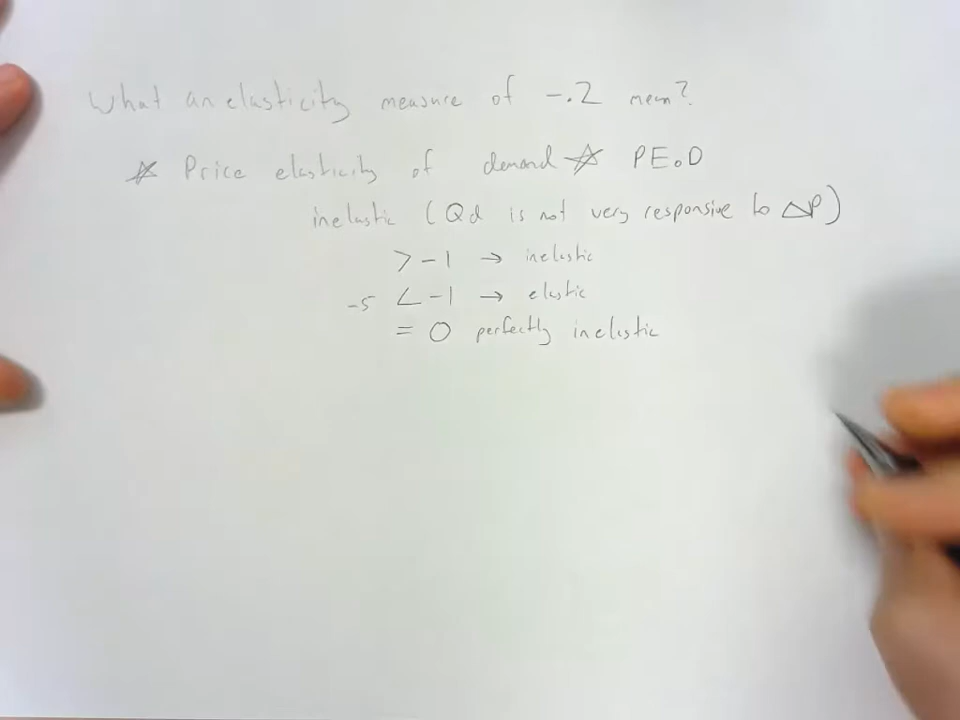 What an elasticity measure of -.2 mean?
☆ Price elasticity of demand ☆ PEoD
inelastic (Qd is not very responsive to ΔP)
> -1 → inelastic
-5 < -1 → elastic
= 0 perfectly inelastic